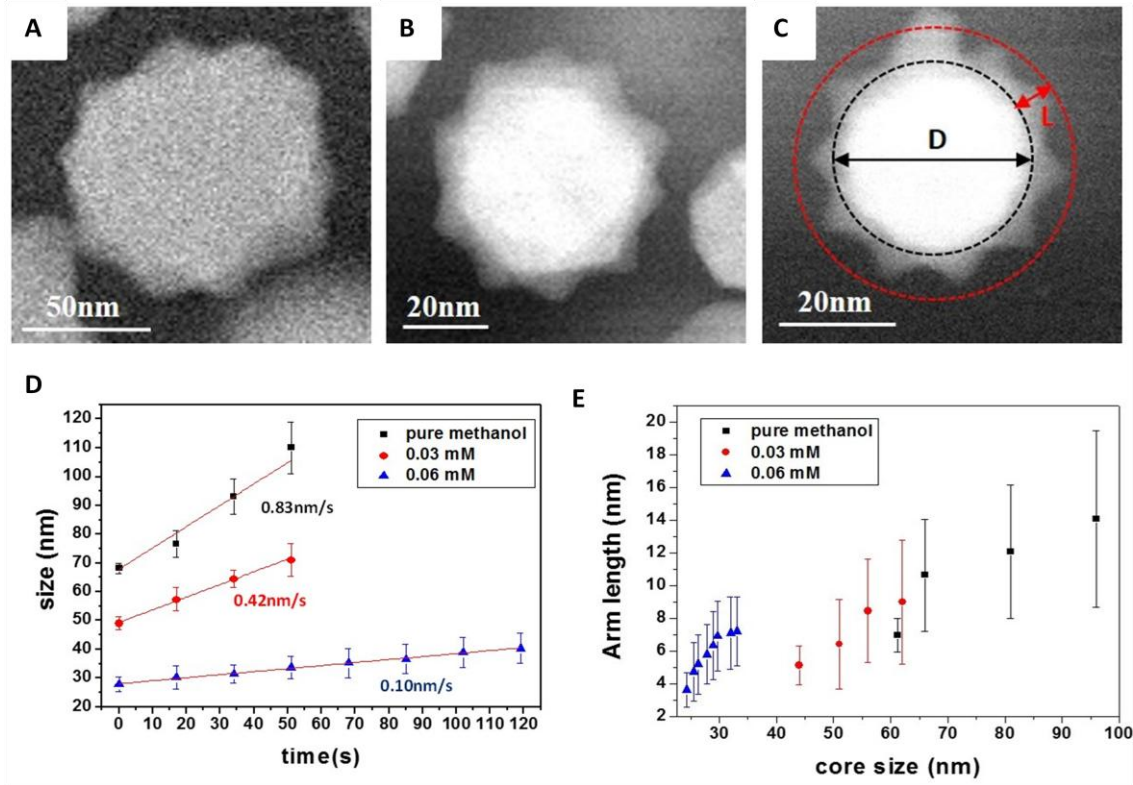 A
50nm
B
20nm
C
D
L
20nm
D
size (nm)
120
110
100
90
80
70
60
50
40
30
20
pure methanol
0.03 mM
0.06 mM
0.83nm/s
0.42nm/s
0.10nm/s
0 10 20 30 40 50 60 70 80 90 100 110 120
time(s)
E
Arm length (nm)
20
18
16
14
12
10
8
6
4
2
pure methanol
0.03 mM
0.06 mM
30 40 50 60 70 80 90 100
core size (nm)